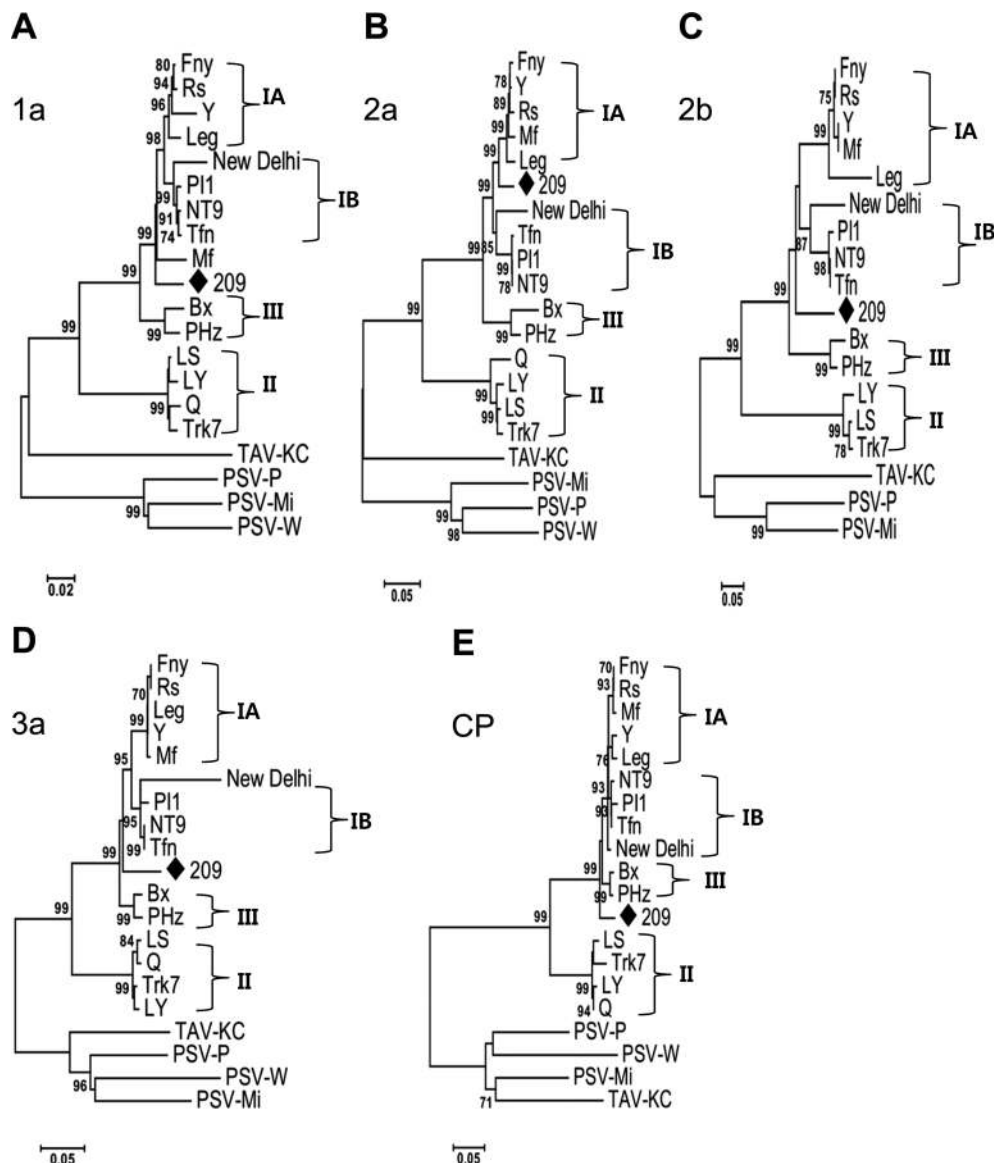 A
1a
80
Fny
94
Rs
IA
96
Y
98
Leg
New Delhi
99
PI1
IB
91
NT9
74
Tfn
99
Mf
209
99
Bx
III
99
PHz
99
LS
LY
II
Q
99
Trk7
TAV-KC
PSV-P
PSV-Mi
99
PSV-W
0.02
B
2a
Fny
78
Y
89
Rs
IA
99
Mf
99
Leg
99
209
New Delhi
85
Tfn
IB
99
PI1
78
NT9
99
Bx
III
99
PHz
Q
LY
II
99
LS
99
Trk7
TAV-KC
PSV-Mi
99
PSV-P
98
PSV-W
0.05
C
2b
Fny
75
Rs
IA
Y
99
Mf
Leg
New Delhi
PI1
IB
87
NT9
98
Tfn
99
209
Bx
III
99
PHz
99
LY
II
99
LS
78
Trk7
TAV-KC
PSV-P
99
PSV-Mi
0.05
D
3a
Fny
70
Rs
Leg
IA
99
Y
95
Mf
New Delhi
PI1
IB
95
NT9
99
Tfn
99
209
Bx
III
99
PHz
99
84
LS
Q
II
99
Trk7
LY
TAV-KC
PSV-P
96
PSV-W
PSV-Mi
0.05
E
CP
70
Fny
93
Rs
IA
Mf
Y
76
Leg
93
NT9
PI1
IB
93
Tfn
New Delhi
99
Bx
III
99
PHz
99
209
LS
Trk7
II
99
LY
94
Q
PSV-P
PSV-W
PSV-Mi
71
TAV-KC
0.05